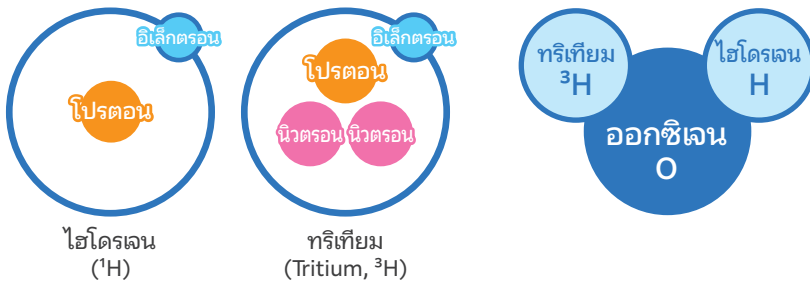 อิเล็กตรอน
โปรตอน
ไฮโดรเจน
(¹H)
อิเล็กตรอน
โปรตอน
นิวตรอน นิวตรอน
ทริเทียม
(Tritium, ³H)
ทริเทียม
³H
ไฮโดรเจน
H
ออกซิเจน
O